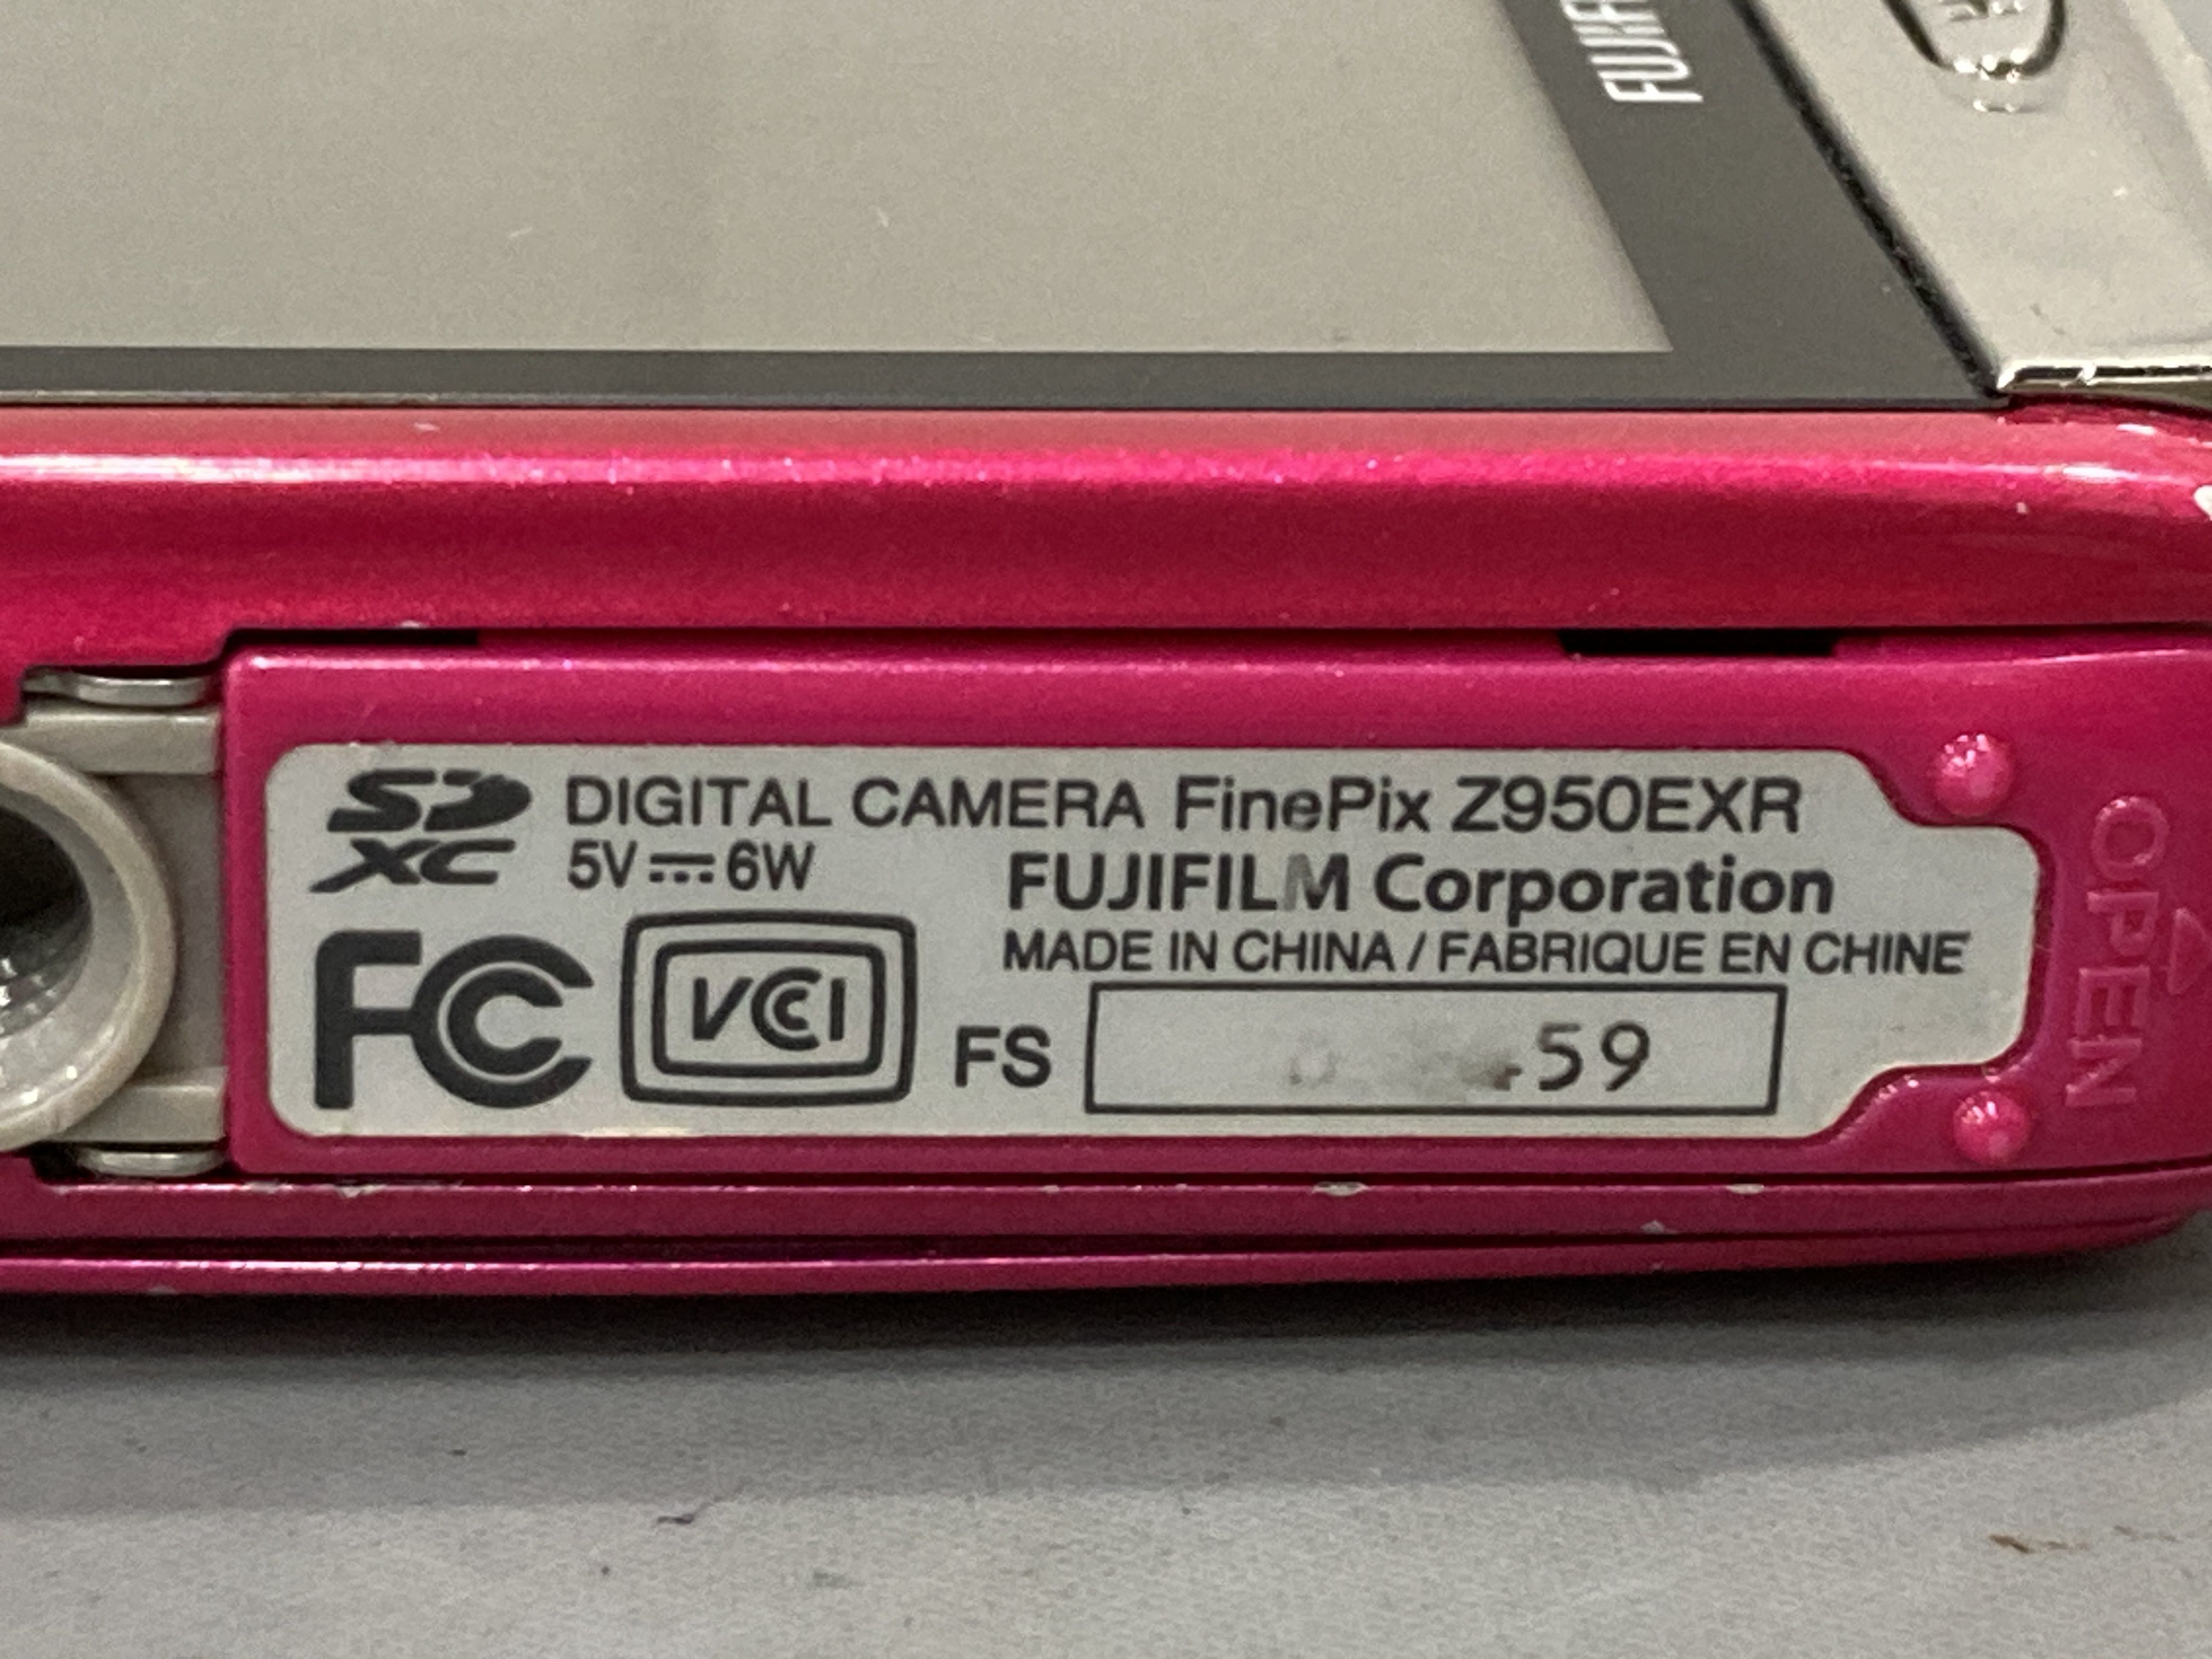 FUJIF
SD XC
DIGITAL CAMERA FinePix Z950EXR
5V⎓6W
FUJIFILM Corporation
MADE IN CHINA / FABRIQUE EN CHINE
FC
VCCI
FS
59
OPEN